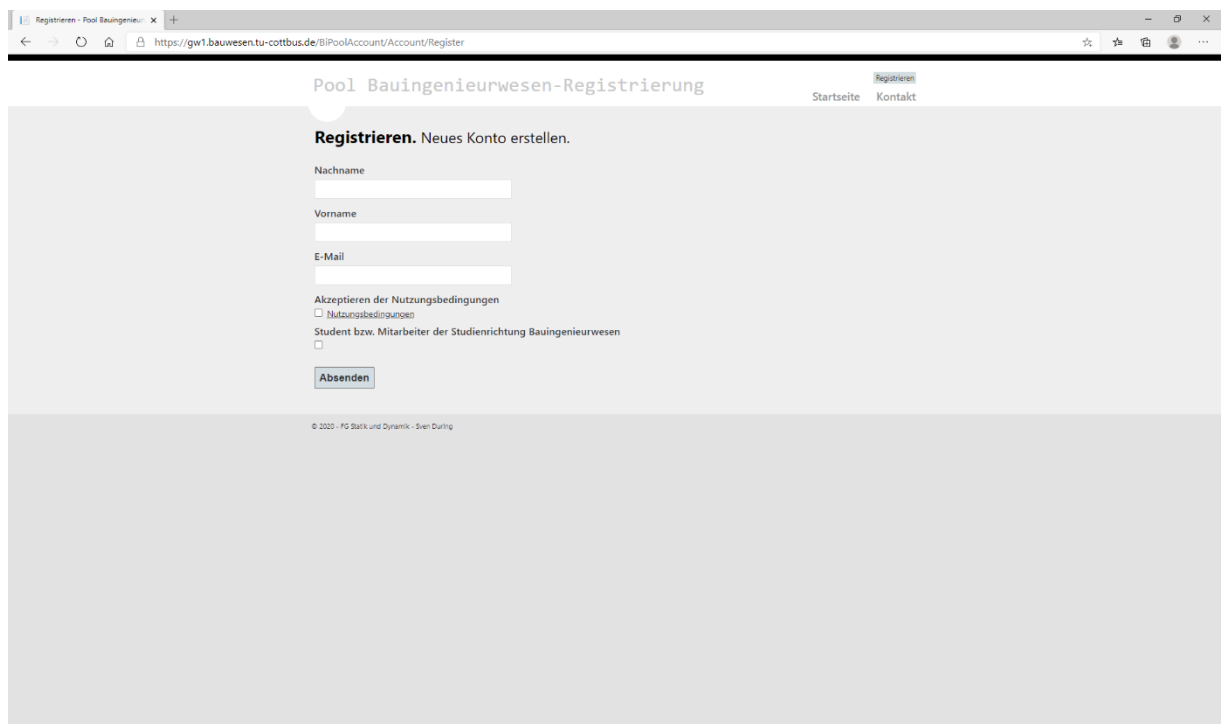 Registrieren - Pool Bauingenieur
https://gw1.bauwesen.tu-cottbus.de/BiPoolAccount/Account/Register
Registrieren
Pool Bauingenieurwesen-Registrierung
Startseite Kontakt
Registrieren. Neues Konto erstellen.
Nachname
Vorname
E-Mail
Akzeptieren der Nutzungsbedingungen
Nutzungsbedingungen
Student bzw. Mitarbeiter der Studienrichtung Bauingenieurwesen
Absenden
© 2020 - FG Statik und Dynamik - Sven During